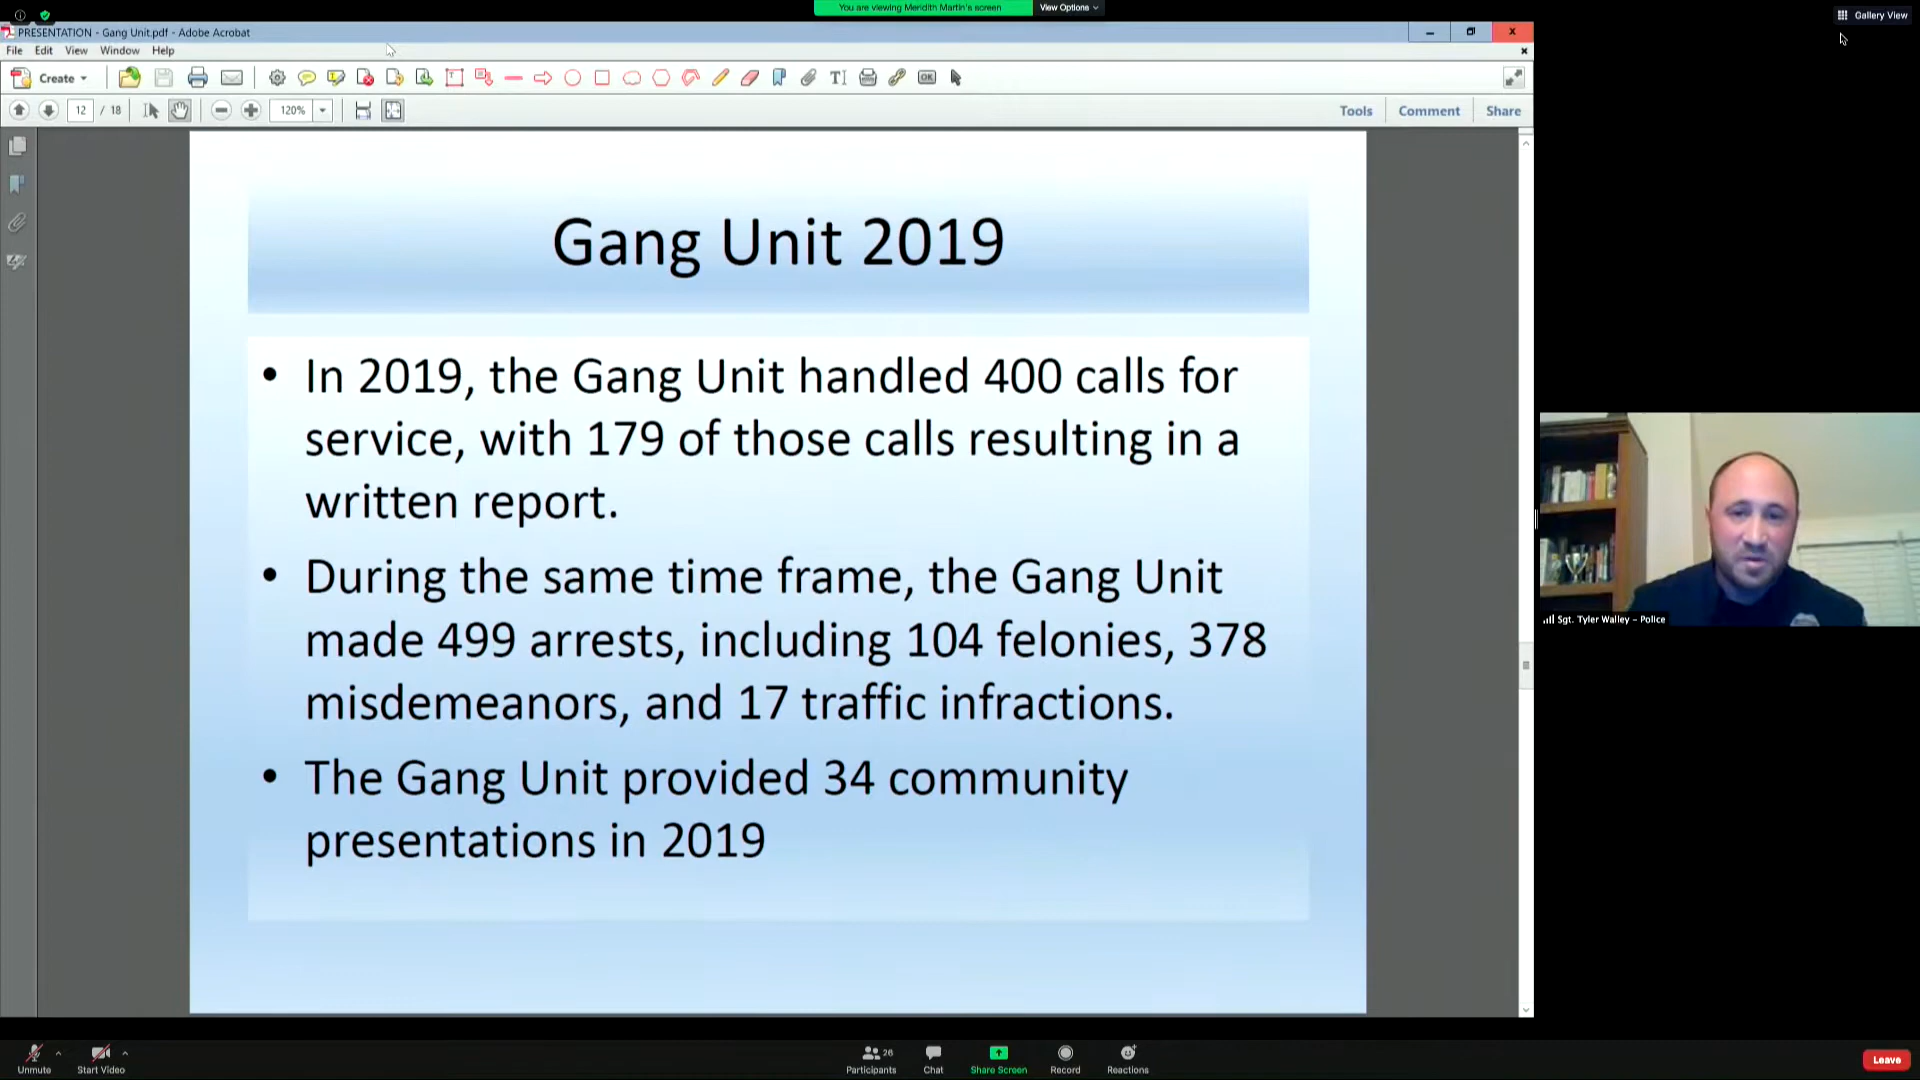 You are viewing Meridith Martin's screen
View Options
Gallery View
PRESENTATION - Gang Unit.pdf - Adobe Acrobat
File Edit View Window Help
Create
12 / 18
120%
Tools
Comment
Share
Gang Unit 2019
• In 2019, the Gang Unit handled 400 calls for
service, with 179 of those calls resulting in a
written report.
• During the same time frame, the Gang Unit
made 499 arrests, including 104 felonies, 378
misdemeanors, and 17 traffic infractions.
• The Gang Unit provided 34 community
presentations in 2019
Sgt. Tyler Walley – Police
Unmute
Start Video
26
Participants
Chat
Share Screen
Record
Reactions
Leave